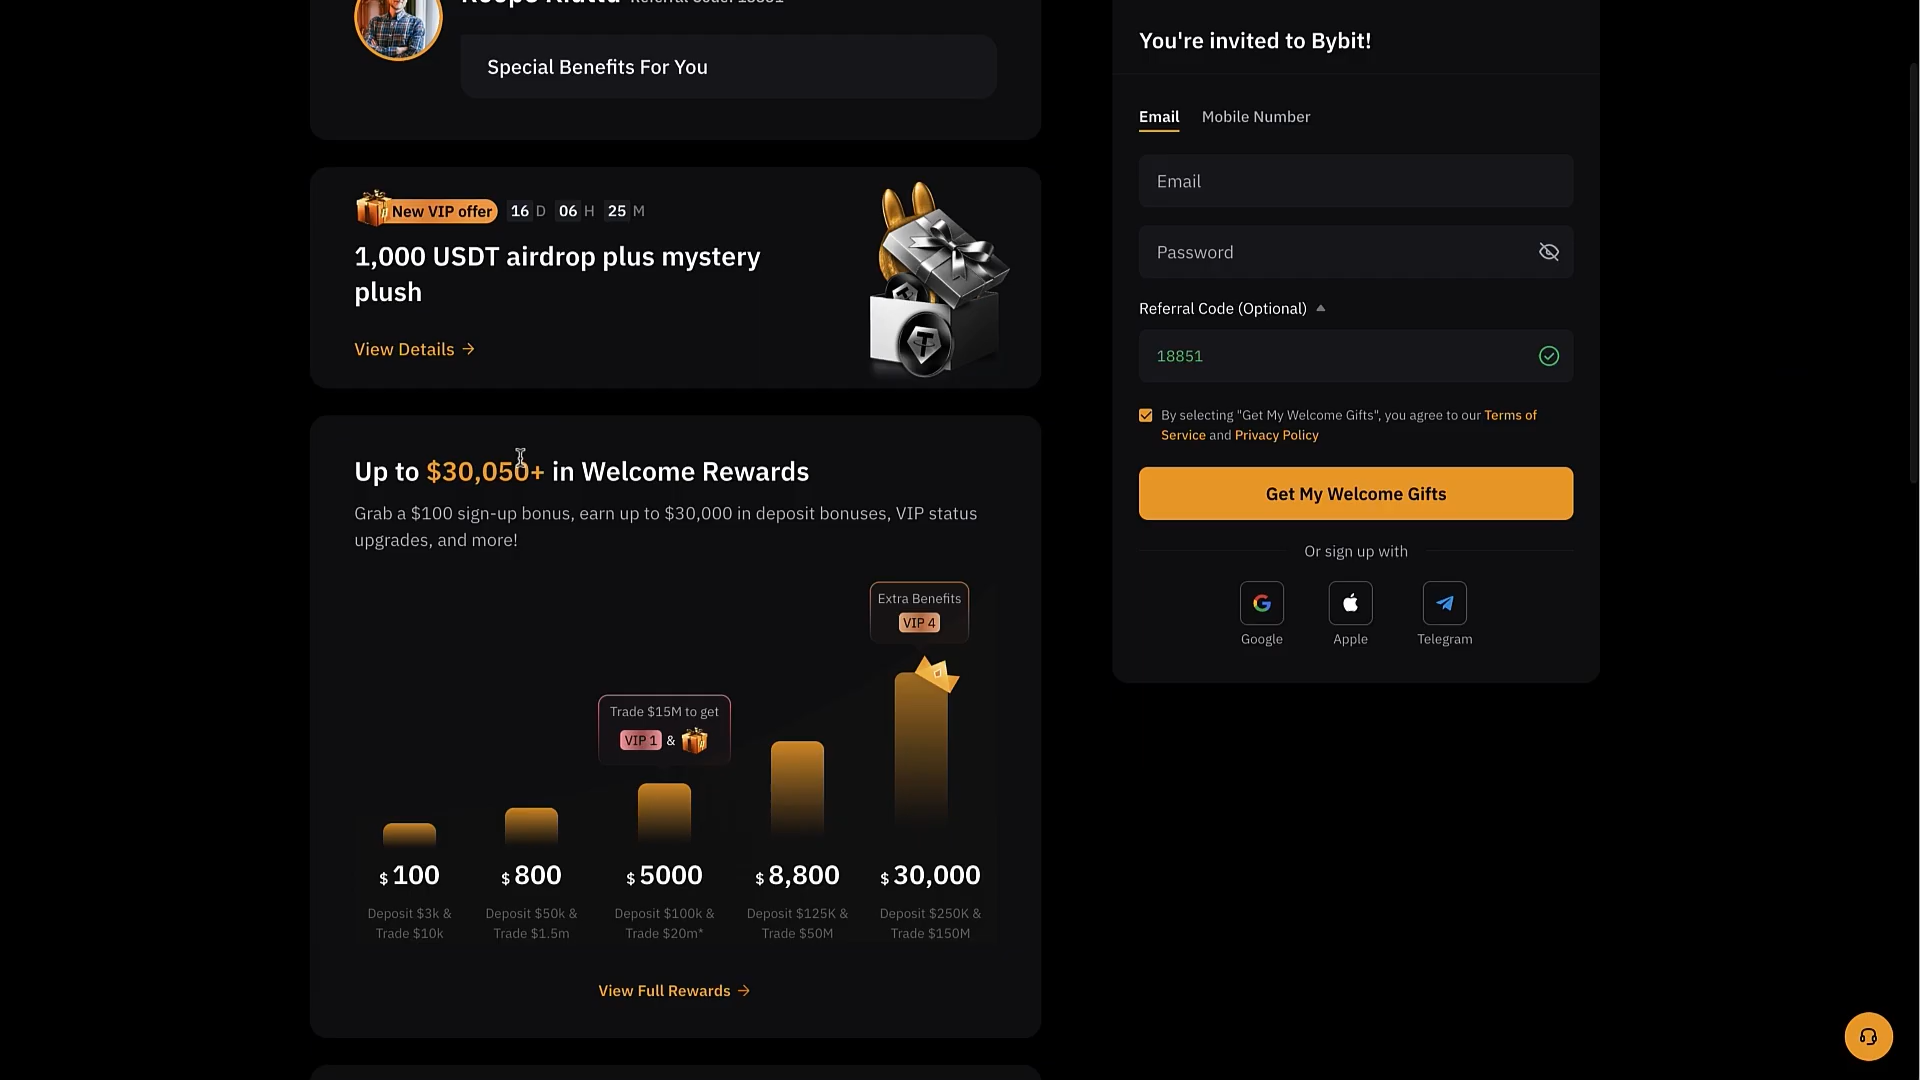 Special Benefits For You
New VIP offer 16 D 06 H 25 M
1,000 USDT airdrop plus mystery
plush
View Details →
Up to $30,050+ in Welcome Rewards
Grab a $100 sign-up bonus, earn up to $30,000 in deposit bonuses, VIP status
upgrades, and more!
Extra Benefits
VIP 4
Trade $15M to get
VIP 1 &
$100 $800 $5000 $8,800 $30,000
Deposit $3k & Deposit $50k & Deposit $100k & Deposit $125K & Deposit $250K &
Trade $10k Trade $1.5m Trade $20m* Trade $50M Trade $150M
View Full Rewards →
You're invited to Bybit!
Email Mobile Number
Email
Password
Referral Code (Optional)
18851
By selecting "Get My Welcome Gifts", you agree to our Terms of
Service and Privacy Policy
Get My Welcome Gifts
Or sign up with
Google Apple Telegram